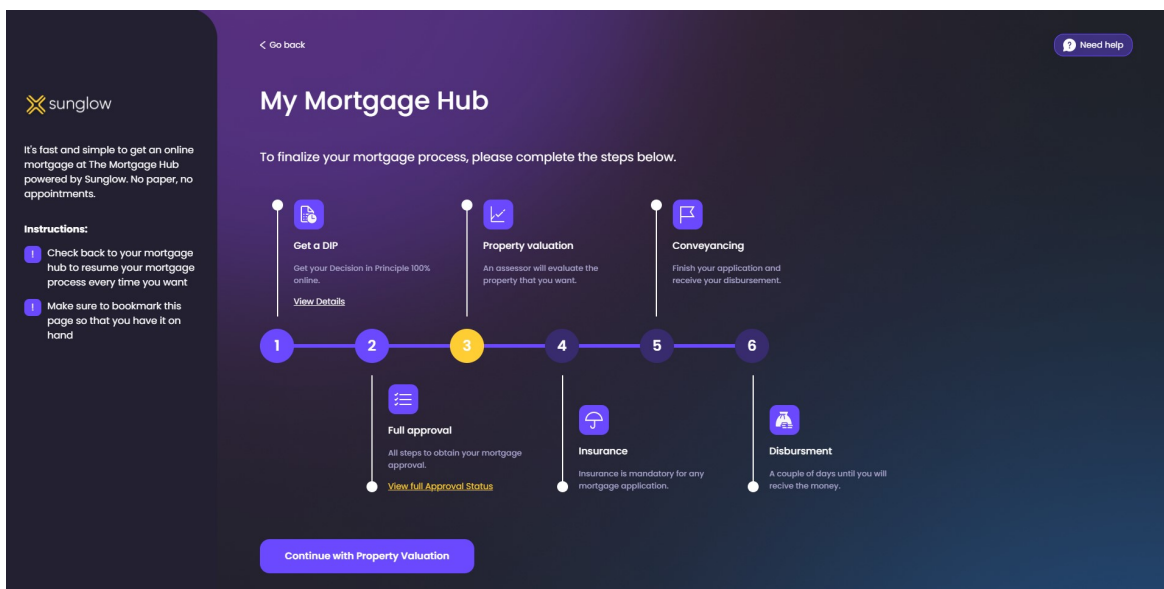 Go back
Need help
sunglow
It's fast and simple to get an online
mortgage at The Mortgage Hub
powered by Sunglow. No paper, no
appointments.
Instructions:
! Check back to your mortgage
hub to resume your mortgage
process every time you want
! Make sure to bookmark this
page so that you have it on
hand
My Mortgage Hub
To finalize your mortgage process, please complete the steps below.
Get a DIP
Get your Decision in Principle 100%
online.
View Details
Property valuation
An assessor will evaluate the
property that you want.
Conveyancing
Finish your application and
receive your disbursement.
1 2 3 4 5 6
Full approval
All steps to obtain your mortgage
approval.
View full Approval Status
Insurance
Insurance is mandatory for any
mortgage application.
Disbursment
A couple of days until you will
recive the money.
Continue with Property Valuation